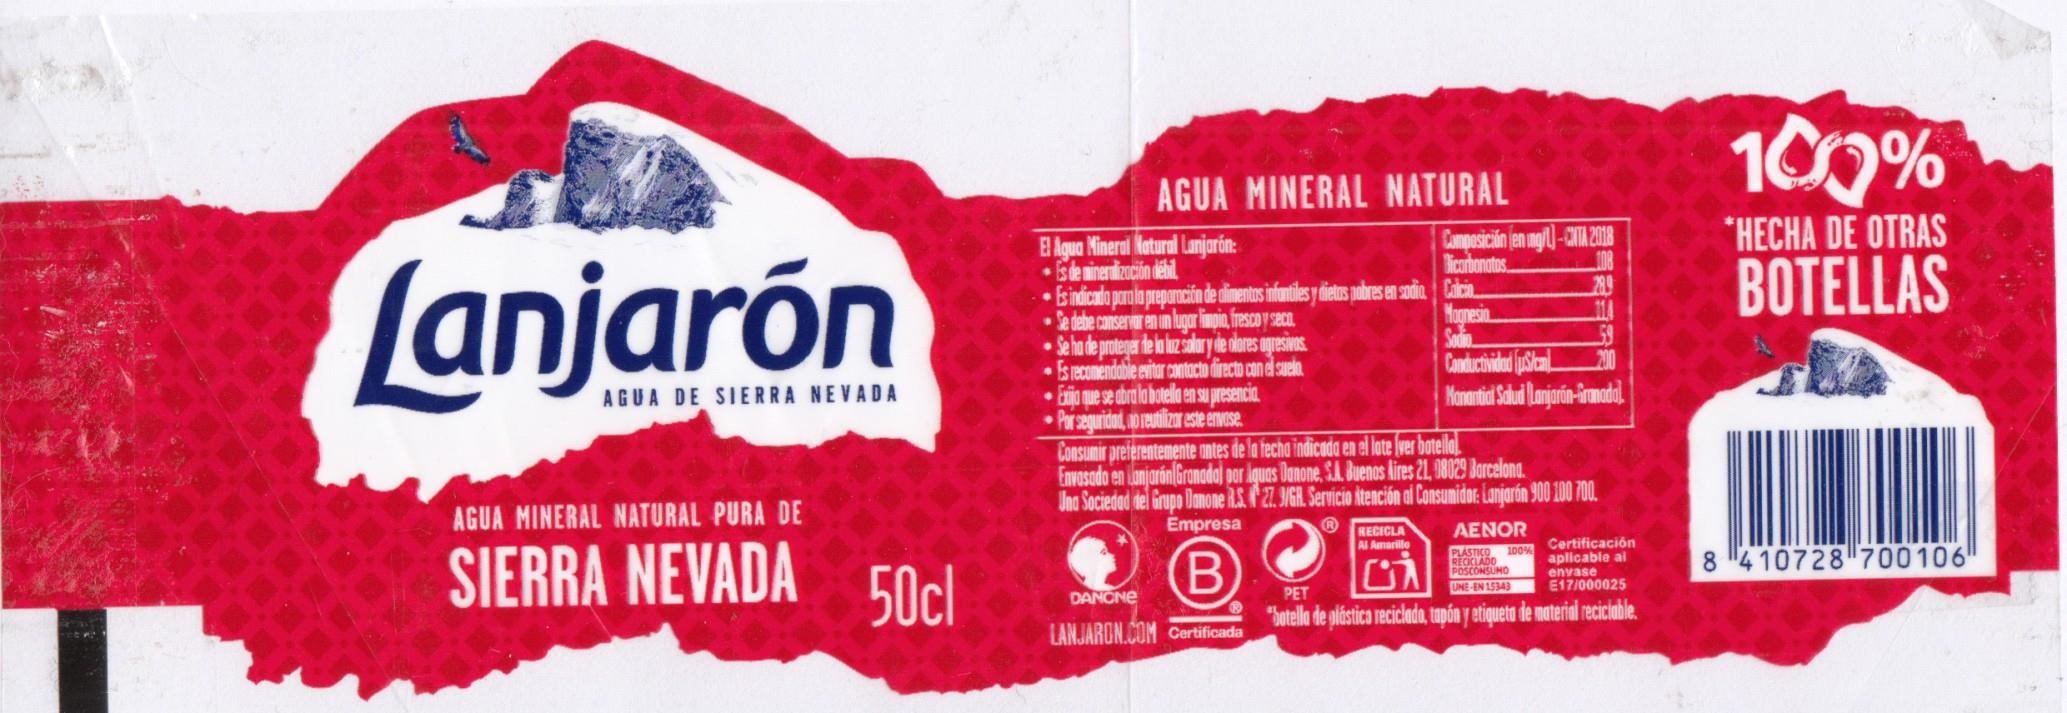 Lanjarón
AGUA DE SIERRA NEVADA
AGUA MINERAL NATURAL PURA DE
SIERRA NEVADA
50cl
AGUA MINERAL NATURAL
El Agua Mineral Natural Lanjarón:
• Es de mineralización débil.
• Es indicada para la preparación de alimentos infantiles y dietas pobres en sodio.
• Se debe conservar en un lugar limpio, fresco y seco.
• Se ha de proteger de la luz solar y de olores agresivos.
• Es recomendable evitar contacto directo con el suelo.
• Exija que se abra la botella en su presencia.
• Por seguridad, no reutilizar este envase.
Composición (en mg/L) - CNTA 2018
Bicarbonatos 108
Calcio 28,9
Magnesio 11,4
Sodio 5,9
Conductividad (µS/cm) 200
Manantial Salud (Lanjarón-Granada).
Consumir preferentemente antes de la fecha indicada en el lote (ver botella).
Envasado en Lanjarón (Granada) por Aguas Danone, S.A. Buenos Aires 21, 08029 Barcelona.
Una Sociedad del Grupo Danone R.S. Nº 27. 9/GR. Servicio Atención al Consumidor: Lanjarón 900 100 700.
DANONE
LANJARON.COM
Empresa
B
®
Certificada
®
PET
RECICLA
Al Amarillo
AENOR
PLÁSTICO 100%
RECICLADO
POSCONSUMO
UNE-EN 15343
Certificación
aplicable al
envase
E17/000025
*botella de plástico reciclado, tapón y etiqueta de material reciclable.
100%
*HECHA DE OTRAS
BOTELLAS
8 410728 700106